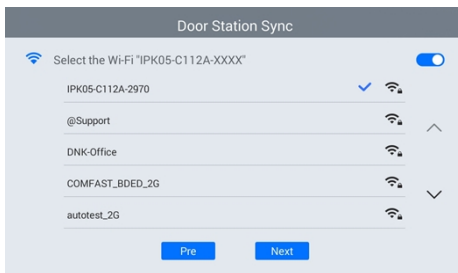 Door Station Sync
Select the Wi-Fi "IPK05-C112A-XXXX"
IPK05-C112A-2970
@Support
DNK-Office
COMFAST_BDED_2G
autotest_2G
Pre
Next